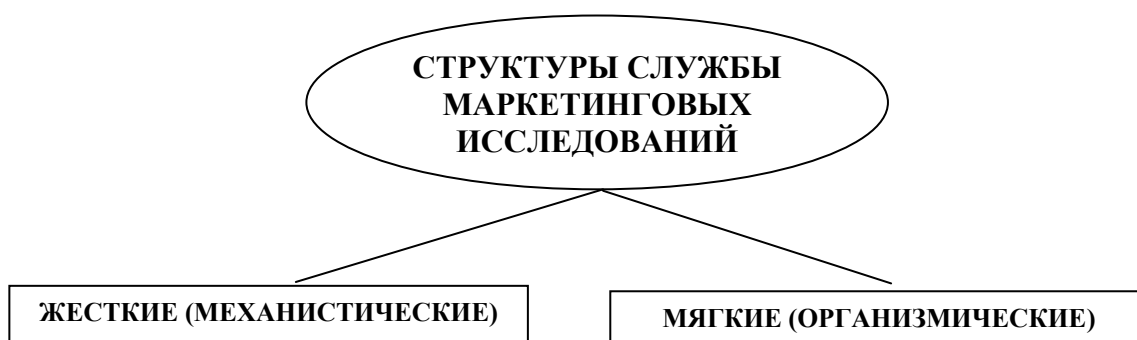 СТРУКТУРЫ СЛУЖБЫ
МАРКЕТИНГОВЫХ
ИССЛЕДОВАНИЙ
ЖЕСТКИЕ (МЕХАНИСТИЧЕСКИЕ)
МЯГКИЕ (ОРГАНИЗМИЧЕСКИЕ)